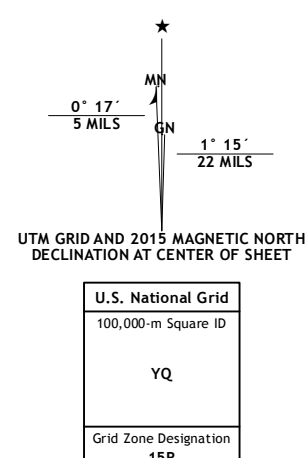 MN
0° 17´
5 MILS
GN
1° 15´
22 MILS
UTM GRID AND 2015 MAGNETIC NORTH
DECLINATION AT CENTER OF SHEET
U.S. National Grid
100,000-m Square ID
YQ
Grid Zone Designation
15R